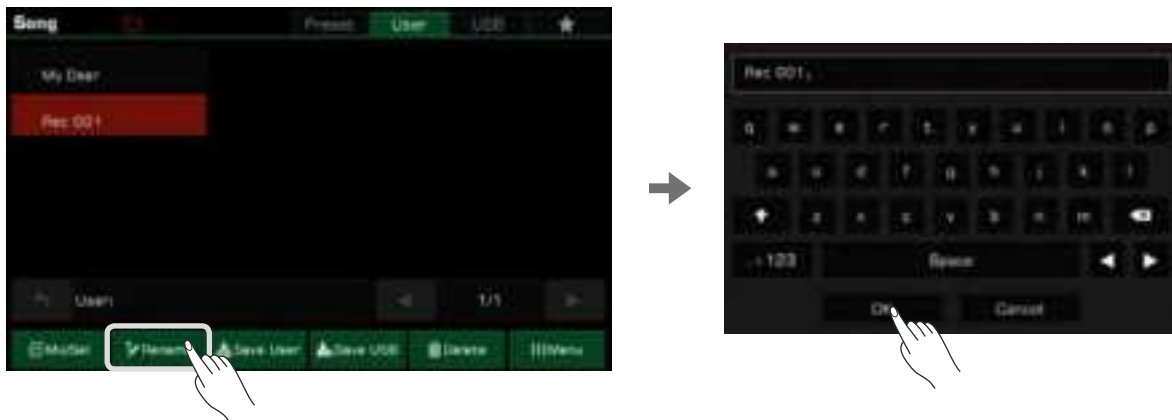 Song
Preset User USB
My Dear
Rec 001
User
1/1
MulSel Rename Save User Save USB Delete Menu
Rec 001
q w e r t y u i o p
a s d f g h j k l
z x c v b n m
123 Space
OK Cancel